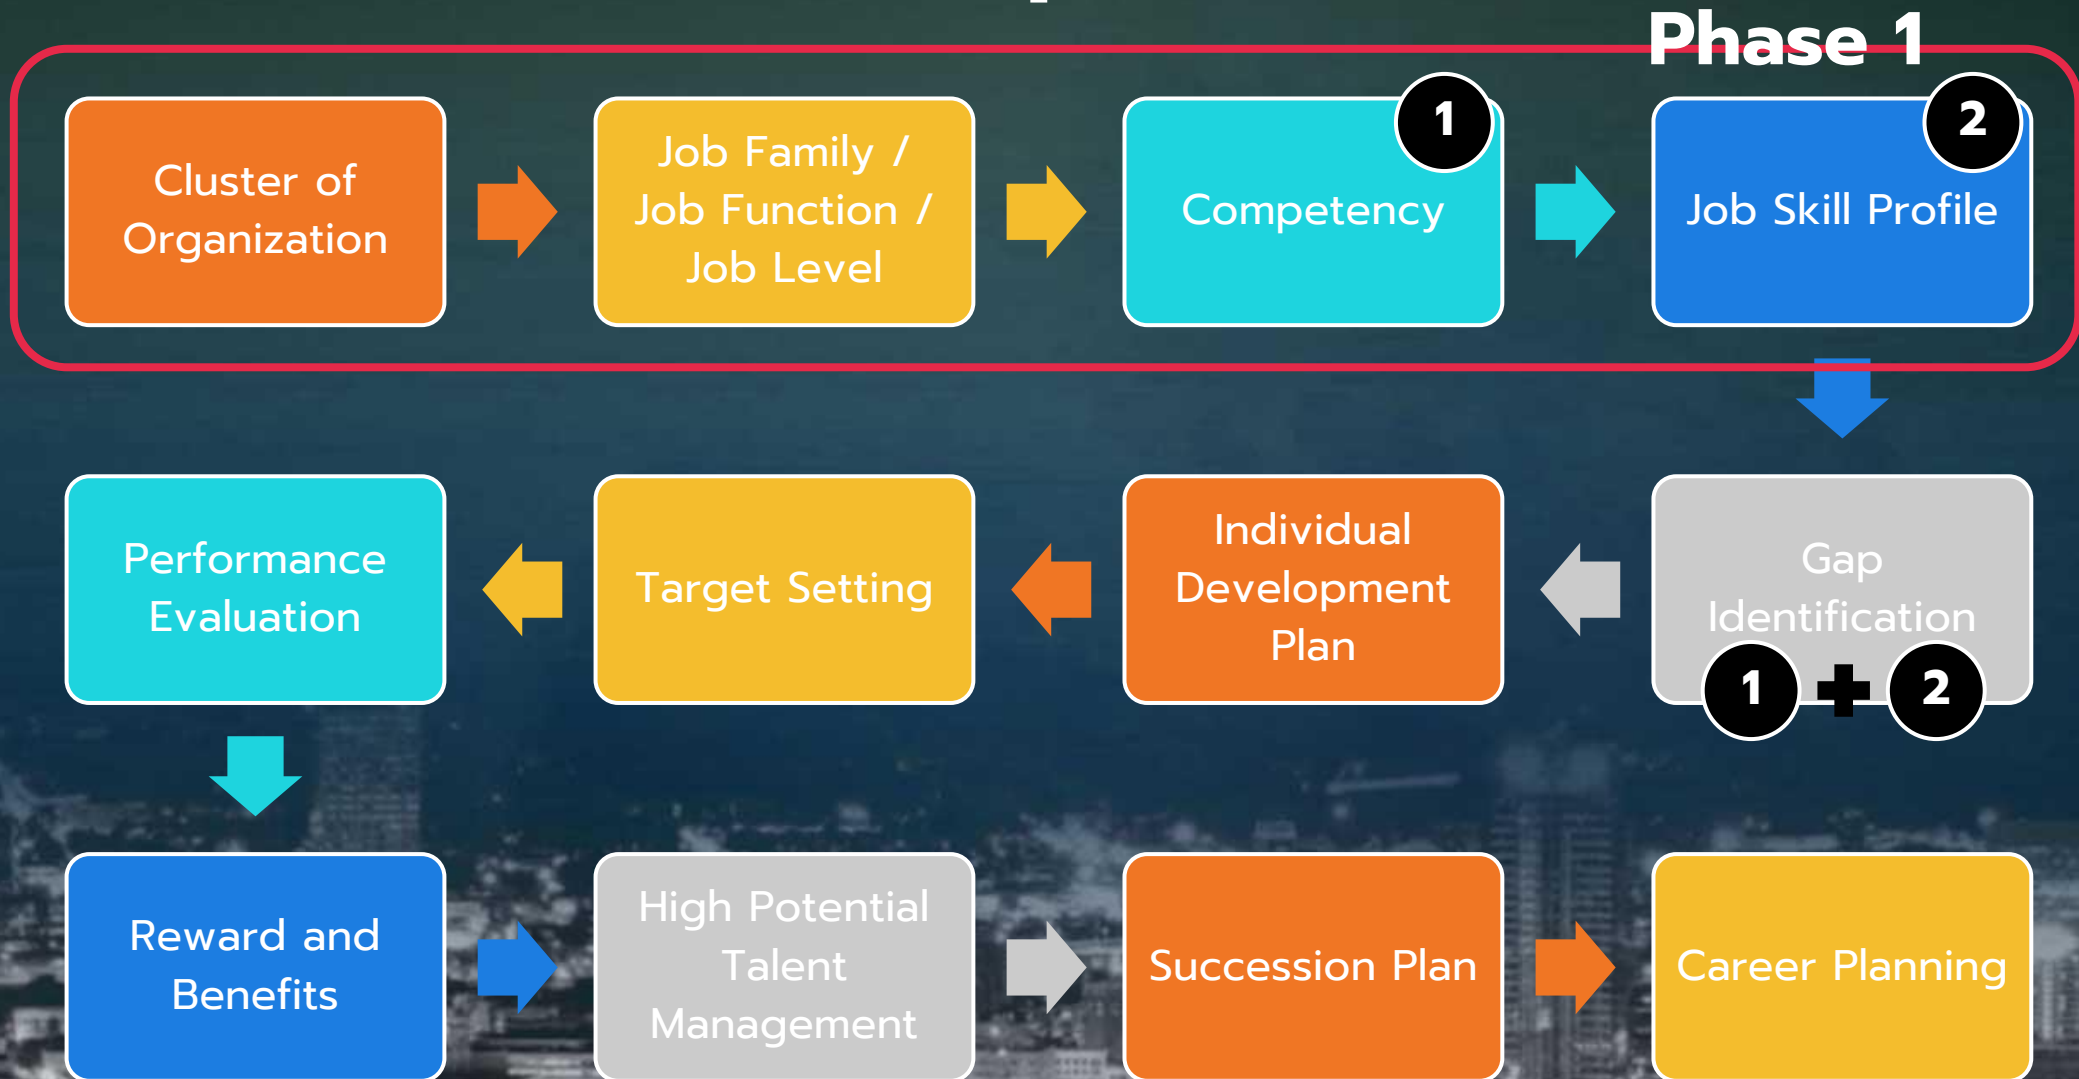 Phase 1
Cluster of
Organization
Job Family /
Job Function /
Job Level
1
Competency
2
Job Skill Profile
Performance
Evaluation
Target Setting
Individual
Development
Plan
Gap
Identification
1 + 2
Reward and
Benefits
High Potential
Talent
Management
Succession Plan
Career Planning